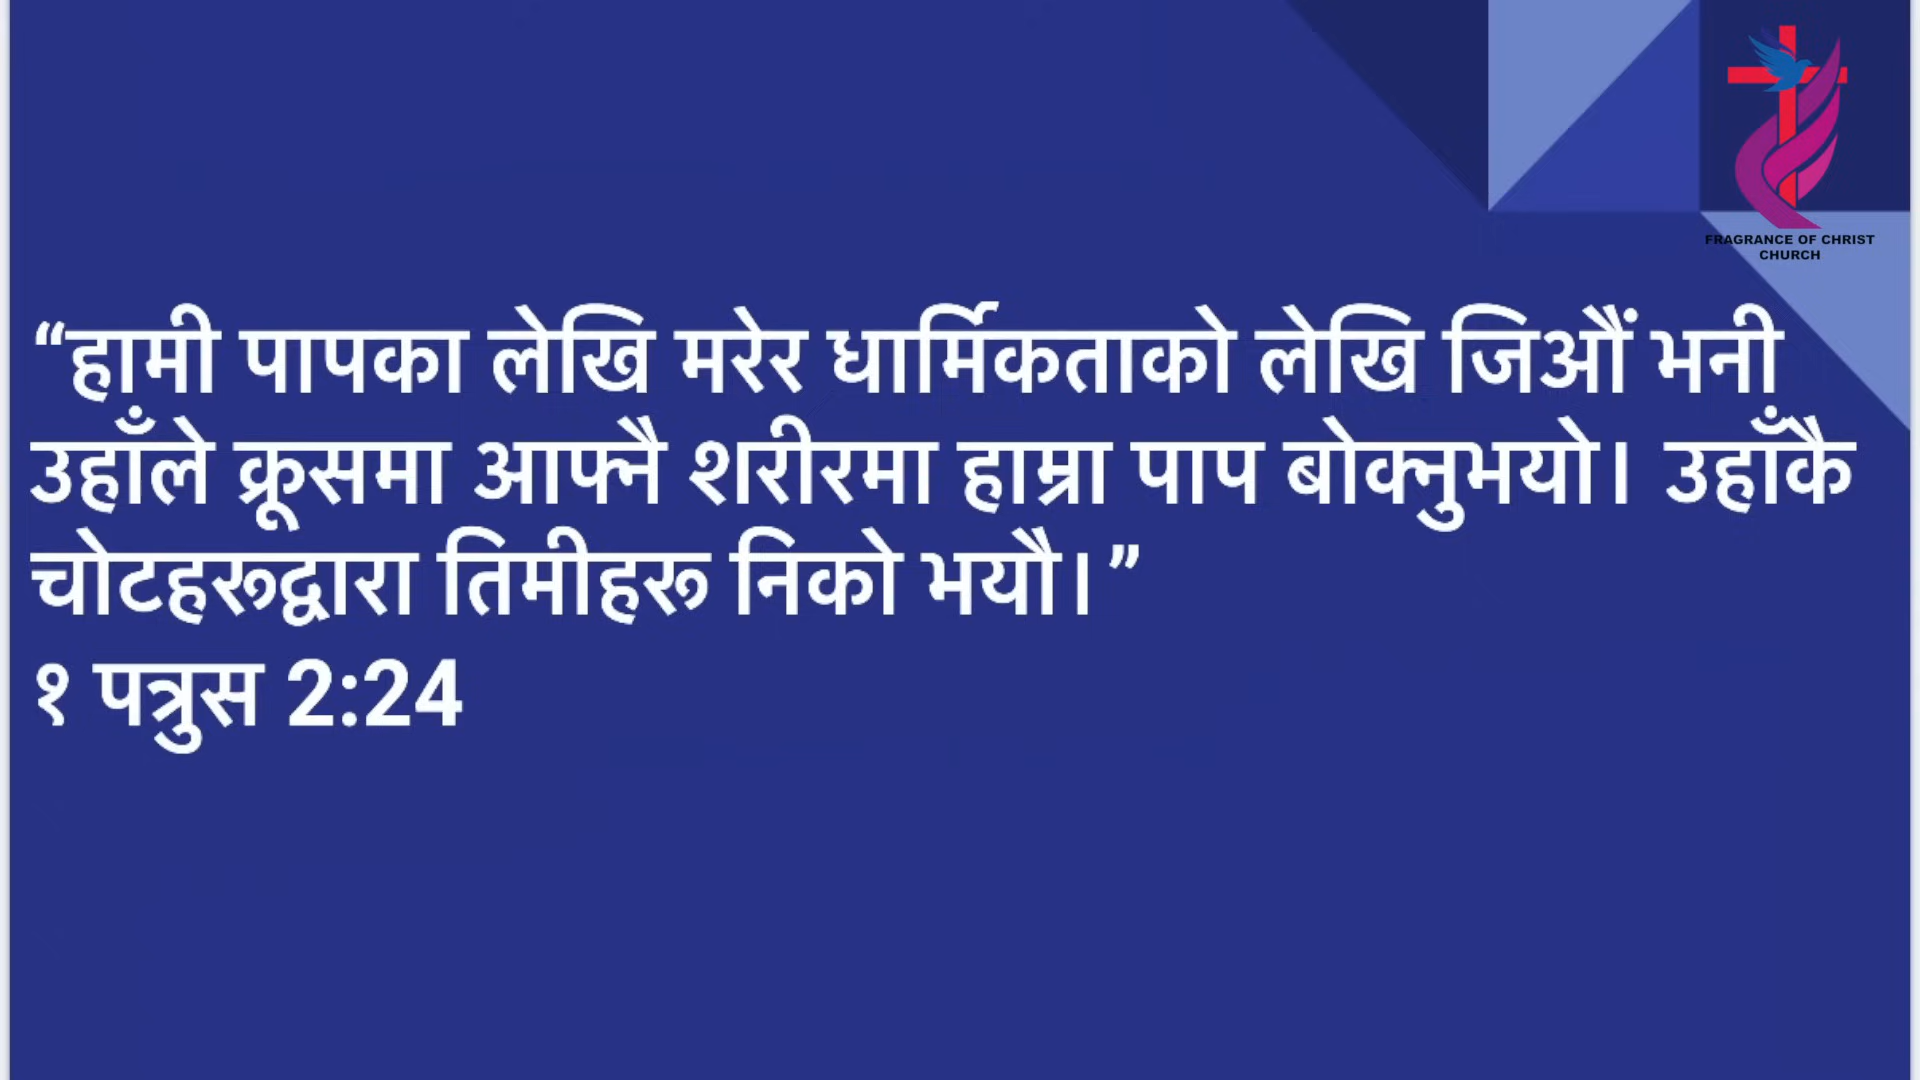 FRAGRANCE OF CHRIST
CHURCH
“हामी पापका लेखि मरेर धार्मिकताको लेखि जिऔं भनी
उहाँले क्रूसमा आफ्नै शरीरमा हाम्रा पाप बोक्नुभयो। उहाँकै
चोटहरूद्वारा तिमीहरू निको भयौ।”
१ पत्रुस 2:24